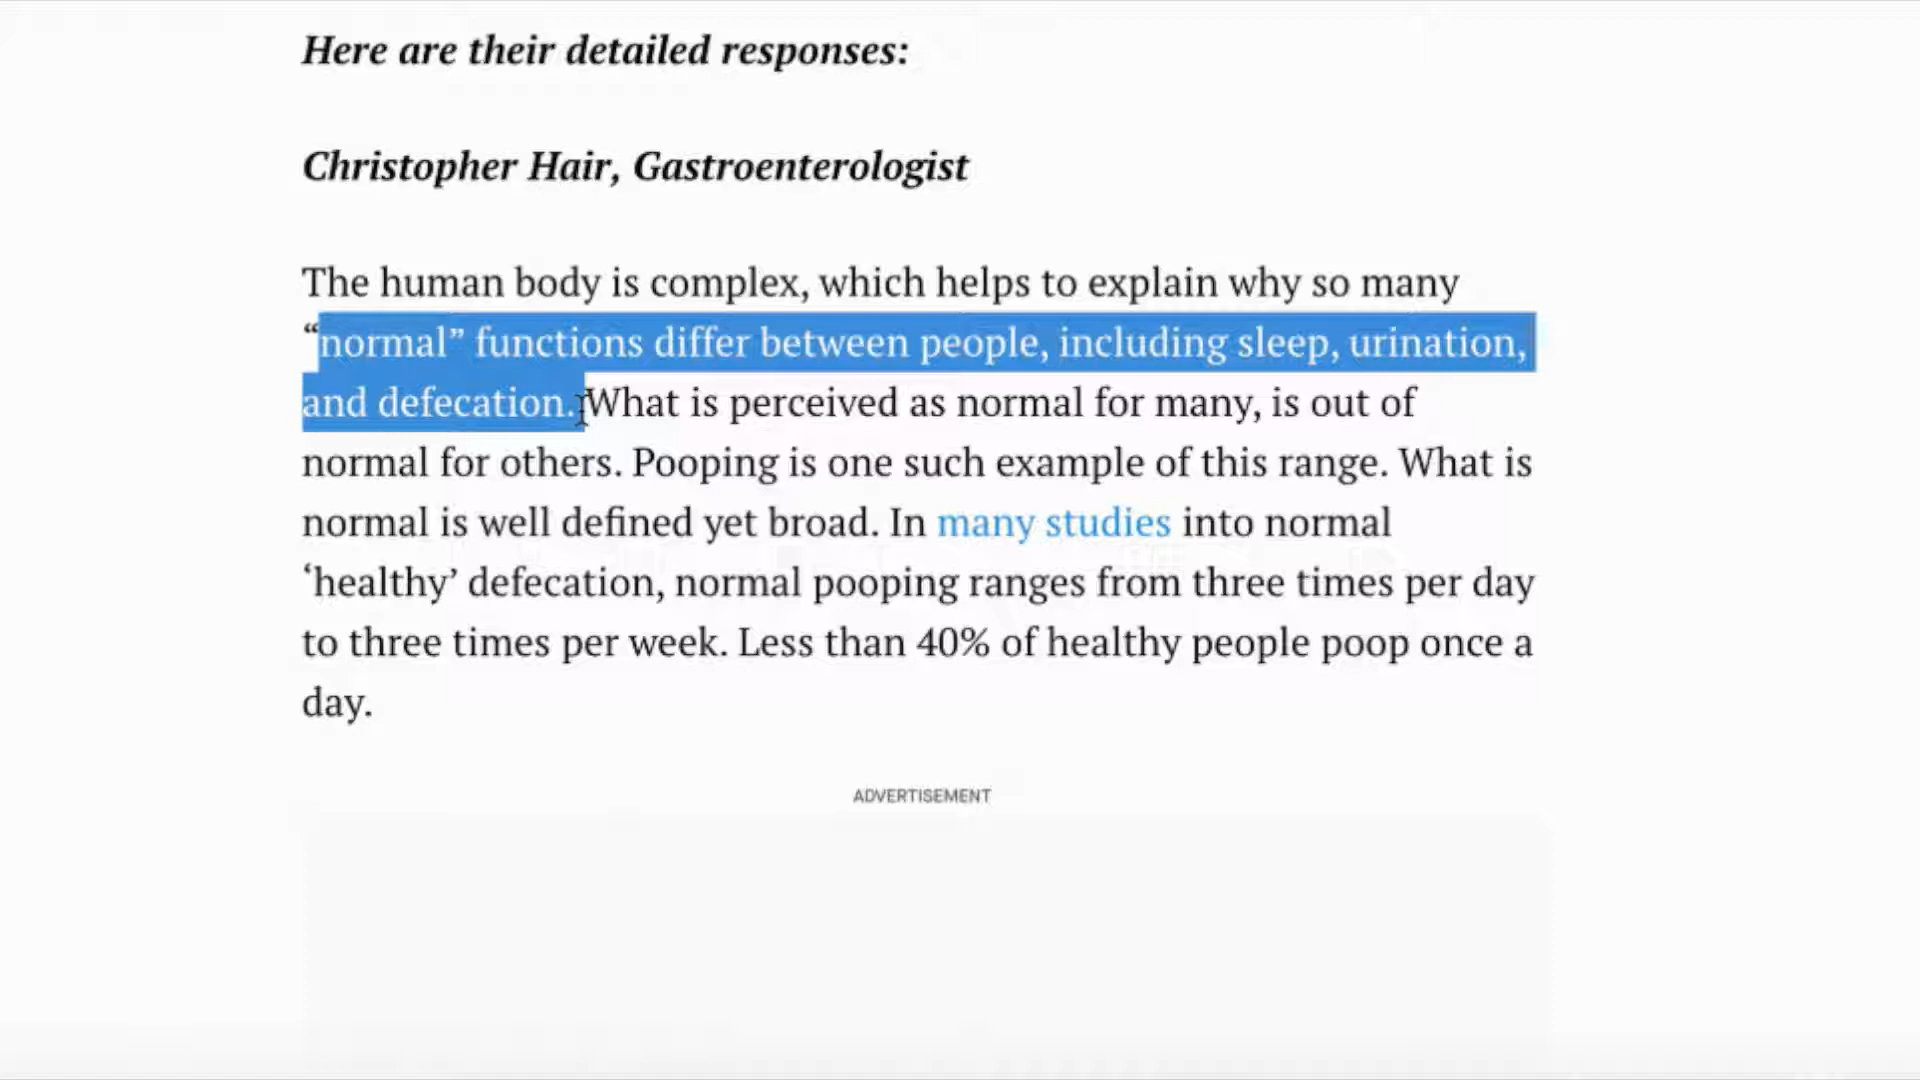 Here are their detailed responses:
Christopher Hair, Gastroenterologist
The human body is complex, which helps to explain why so many
“normal” functions differ between people, including sleep, urination,
and defecation. What is perceived as normal for many, is out of
normal for others. Pooping is one such example of this range. What is
normal is well defined yet broad. In many studies into normal
‘healthy’ defecation, normal pooping ranges from three times per day
to three times per week. Less than 40% of healthy people poop once a
day.
ADVERTISEMENT